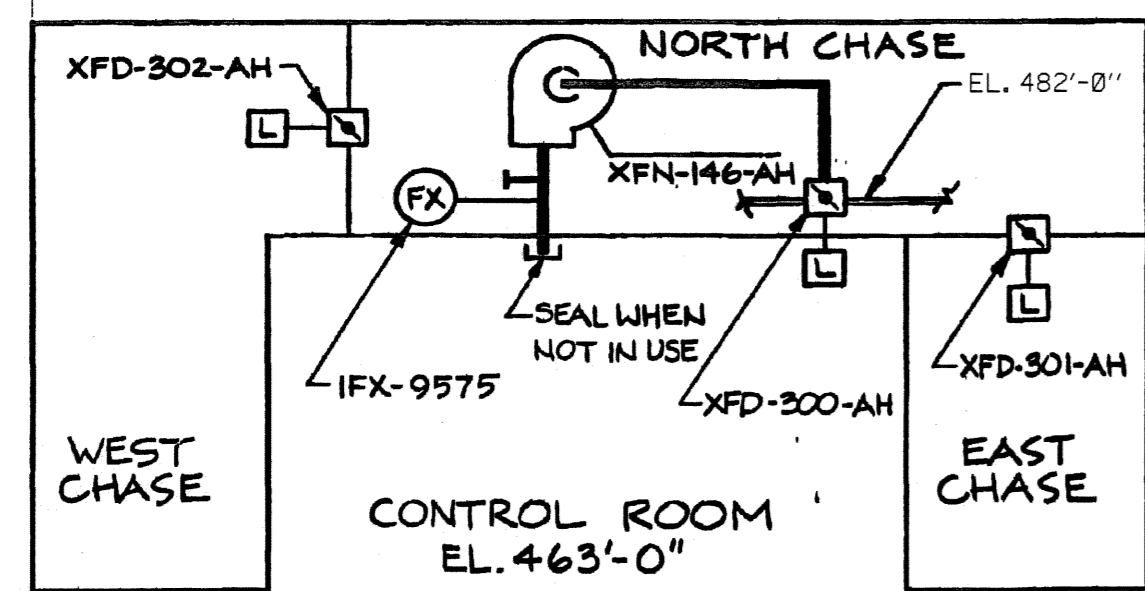 NORTH CHASE
XFD-302-AH
EL. 482'-0"
L
XFN-146-AH
FX
L
L
SEAL WHEN
NOT IN USE
1FX-9575
XFD-300-AH
XFD-301-AH
WEST
CHASE
EAST
CHASE
CONTROL ROOM
EL. 463'-0"